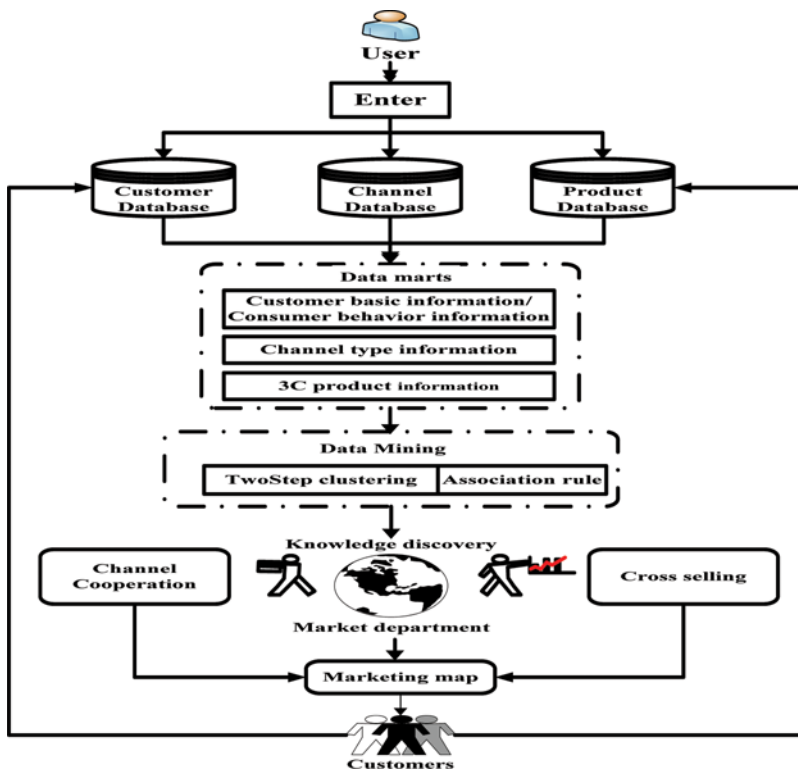 User
Enter
Customer
Database
Channel
Database
Product
Database
Data marts
Customer basic information/
Consumer behavior information
Channel type information
3C product information
Data Mining
TwoStep clustering
Association rule
Knowledge discovery
Channel
Cooperation
Cross selling
Market department
Marketing map
Customers